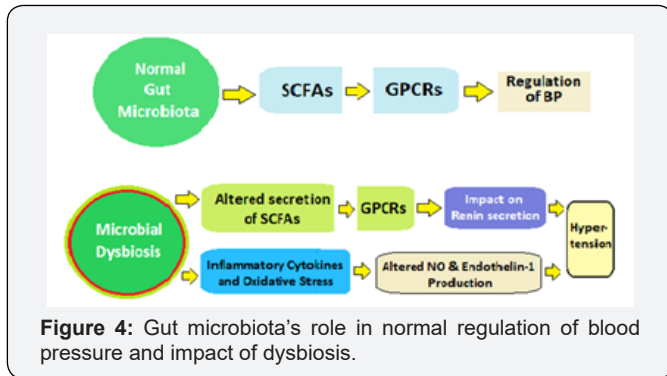 Normal
Gut
Microbiota
SCFAs
GPCRs
Regulation
of BP
Microbial
Dysbiosis
Altered secretion
of SCFAs
GPCRs
Impact on
Renin secretion
Inflammatory Cytokines
and Oxidative Stress
Altered NO & Endothelin-1
Production
Hyper-
tension
Figure 4: Gut microbiota's role in normal regulation of blood
pressure and impact of dysbiosis.